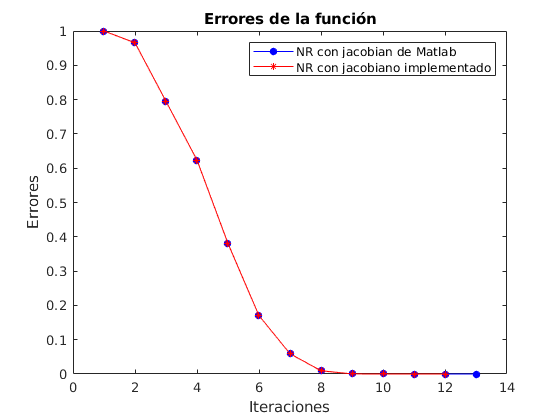 Errores de la función
NR con jacobian de Matlab
NR con jacobiano implementado
Errores
1
0.9
0.8
0.7
0.6
0.5
0.4
0.3
0.2
0.1
0
0 2 4 6 8 10 12 14
Iteraciones